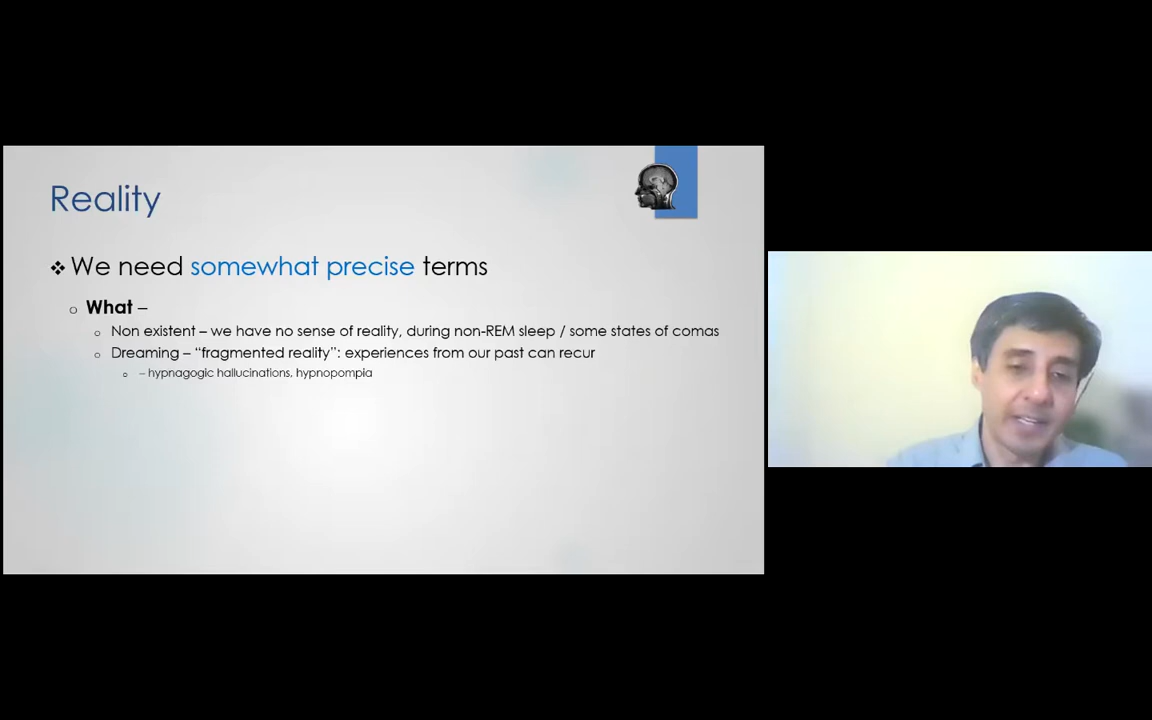 Reality
❖ We need somewhat precise terms
o What –
o Non existent – we have no sense of reality, during non-REM sleep / some states of comas
o Dreaming – “fragmented reality”: experiences from our past can recur
o – hypnagogic hallucinations, hypnopompia